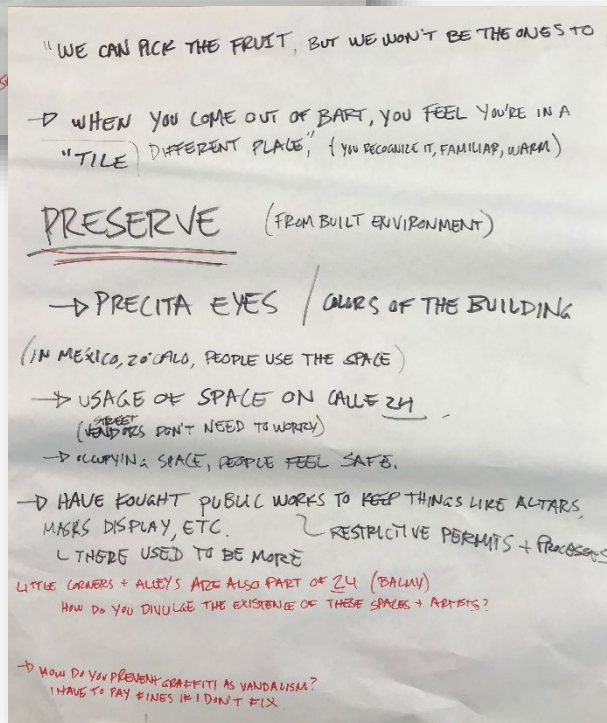 "WE CAN PICK THE FRUIT, BUT WE WON'T BE THE ONES TO
→ WHEN YOU COME OUT OF BART, YOU FEEL YOU'RE IN A
"TILE) DIFFERENT PLACE", (YOU RECOGNIZE IT, FAMILIAR, WARM)
PRESERVE (FROM BUILT ENVIRONMENT)
→ PRECITA EYES / COLORS OF THE BUILDING
(IN MÉXICO, ZÓCALO, PEOPLE USE THE SPACE)
→ USAGE OF SPACE ON CALLE 24
(STREET VENDORS DON'T NEED TO WORRY)
→ OCCUPYING SPACE, PEOPLE FEEL SAFE.
→ HAVE FOUGHT PUBLIC WORKS TO KEEP THINGS LIKE ALTARS,
MASKS DISPLAY, ETC.
RESTRICTIVE PERMITS + PROCESSES
THERE USED TO BE MORE
LITTLE CORNERS + ALLEYS ARE ALSO PART OF 24 (BALMY)
HOW DO YOU DIVULGE THE EXISTENCE OF THESE SPACES + ARTISTS?
→ HOW DO YOU PREVENT GRAFFITI AS VANDALISM?
I HAVE TO PAY FINES IF I DON'T FIX